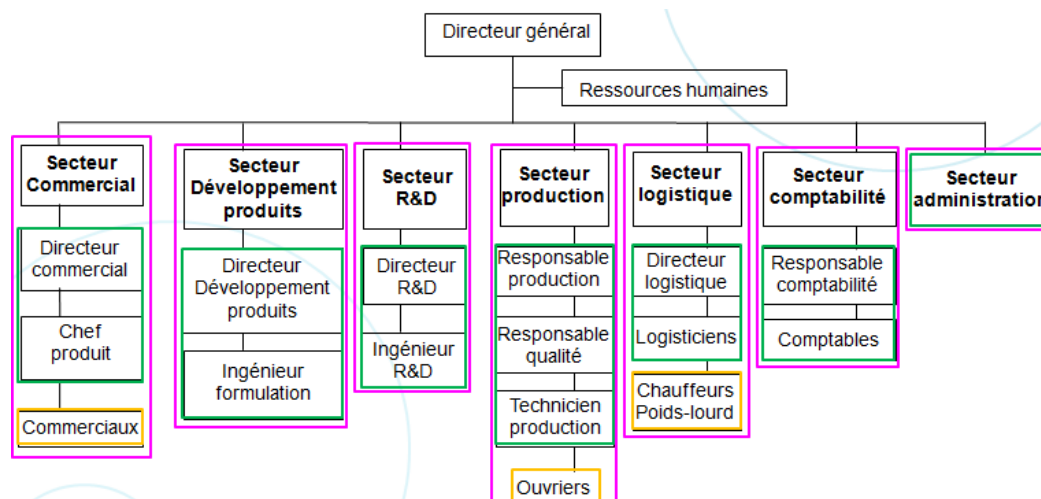 Directeur général
Ressources humaines
Secteur
Commercial
Directeur
commercial
Chef
produit
Commerciaux
Secteur
Développement
produits
Directeur
Développement
produits
Ingénieur
formulation
Secteur
R&D
Directeur
R&D
Ingénieur
R&D
Secteur
production
Responsable
production
Responsable
qualité
Technicien
production
Ouvriers
Secteur
logistique
Directeur
logistique
Logisticiens
Chauffeurs
Poids-lourd
Secteur
comptabilité
Responsable
comptabilité
Comptables
Secteur
administration